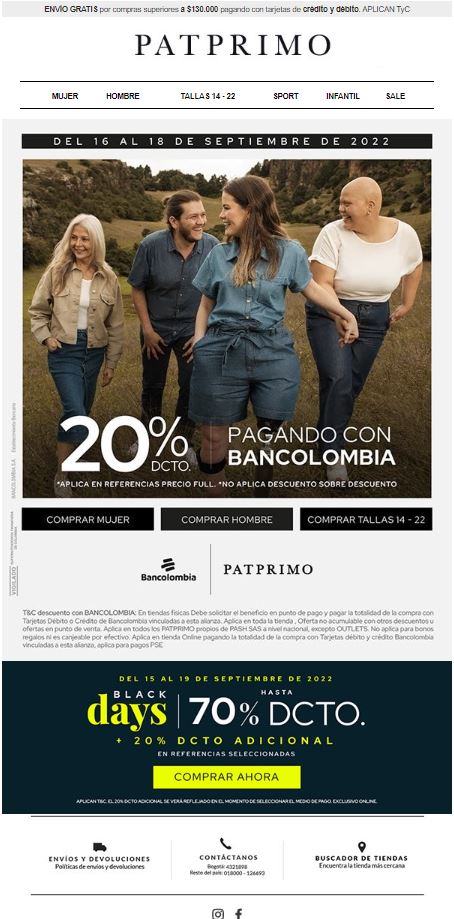 ENVÍO GRATIS por compras superiores a $130.000 pagando con tarjetas de crédito y débito. APLICAN TyC
PATPRIMO
MUJER HOMBRE TALLAS 14 - 22 SPORT INFANTIL SALE
DEL 16 AL 18 DE SEPTIEMBRE DE 2022
20% DCTO. PAGANDO CON BANCOLOMBIA
*APLICA EN REFERENCIAS PRECIO FULL. *NO APLICA DESCUENTO SOBRE DESCUENTO
BANCOLOMBIA S.A. Establecimiento Bancario
VIGILADO SUPERINTENDENCIA FINANCIERA DE COLOMBIA
COMPRAR MUJER COMPRAR HOMBRE COMPRAR TALLAS 14 - 22
Bancolombia PATPRIMO
T&C descuento con BANCOLOMBIA: En tiendas físicas Debe solicitar el beneficio en punto de pago y pagar la totalidad de la compra con
Tarjetas Débito o Crédito de Bancolombia vinculadas a esta alianza. Aplica en toda la tienda , Oferta no acumulable con otros descuentos u
ofertas en punto de venta. Aplica en todos los PATPRIMO propios de PASH SAS a nivel nacional, excepto OUTLETS. No aplica para bonos
regalos ni es canjeable por efectivo. Aplica en tienda Online pagando la totalidad de la compra con Tarjetas débito y crédito Bancolombia
vinculadas a esta alianza, aplica para pagos PSE
DEL 15 AL 19 DE SEPTIEMBRE DE 2022
BLACK days HASTA 70% DCTO.
+ 20% DCTO ADICIONAL
EN REFERENCIAS SELECCIONADAS
COMPRAR AHORA
APLICAN T&C. EL 20% DCTO ADICIONAL SE VERÁ REFLEJADO EN EL MOMENTO DE SELECCIONAR EL MEDIO DE PAGO. EXCLUSIVO ONLINE.
ENVÍOS Y DEVOLUCIONES
Políticas de envíos y devoluciones
CONTÁCTANOS
Bogotá: 4321898
Resto del país: 018000 - 126693
BUSCADOR DE TIENDAS
Encuentra la tienda más cercana